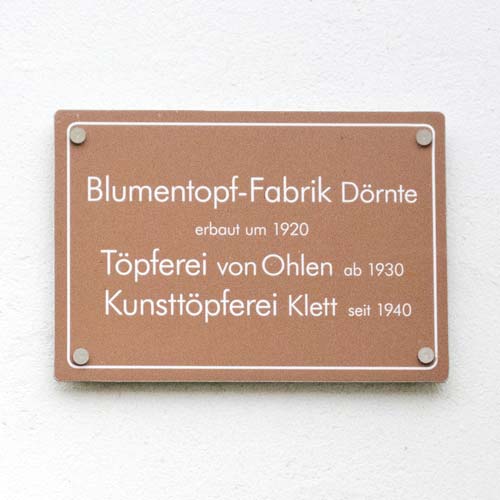 Blumentopf-Fabrik Dörnte
erbaut um 1920
Töpferei von Ohlen ab 1930
Kunsttöpferei Klett seit 1940